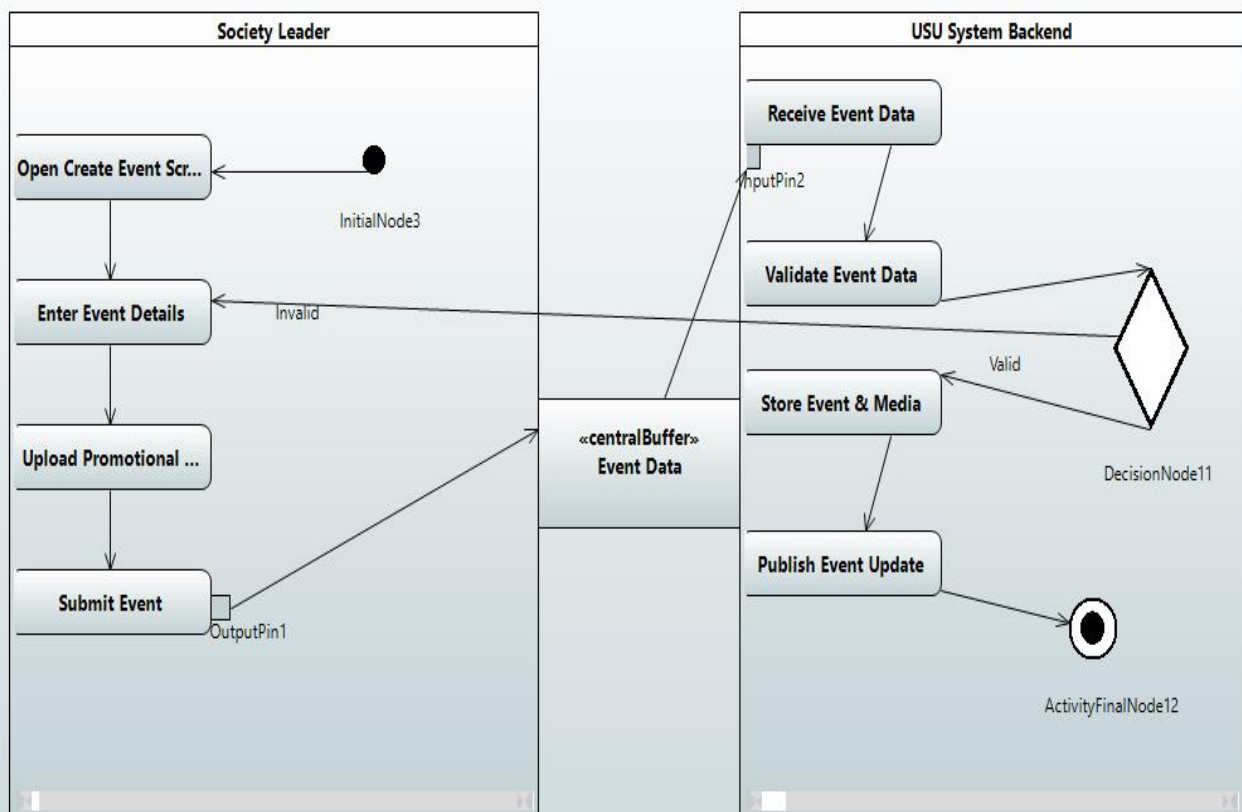 Society Leader
Open Create Event Scr...
InitialNode3
Enter Event Details
Invalid
Upload Promotional ...
Submit Event
OutputPin1
«centralBuffer»
Event Data
USU System Backend
Receive Event Data
nputPin2
Validate Event Data
Valid
Store Event & Media
DecisionNode11
Publish Event Update
ActivityFinalNode12